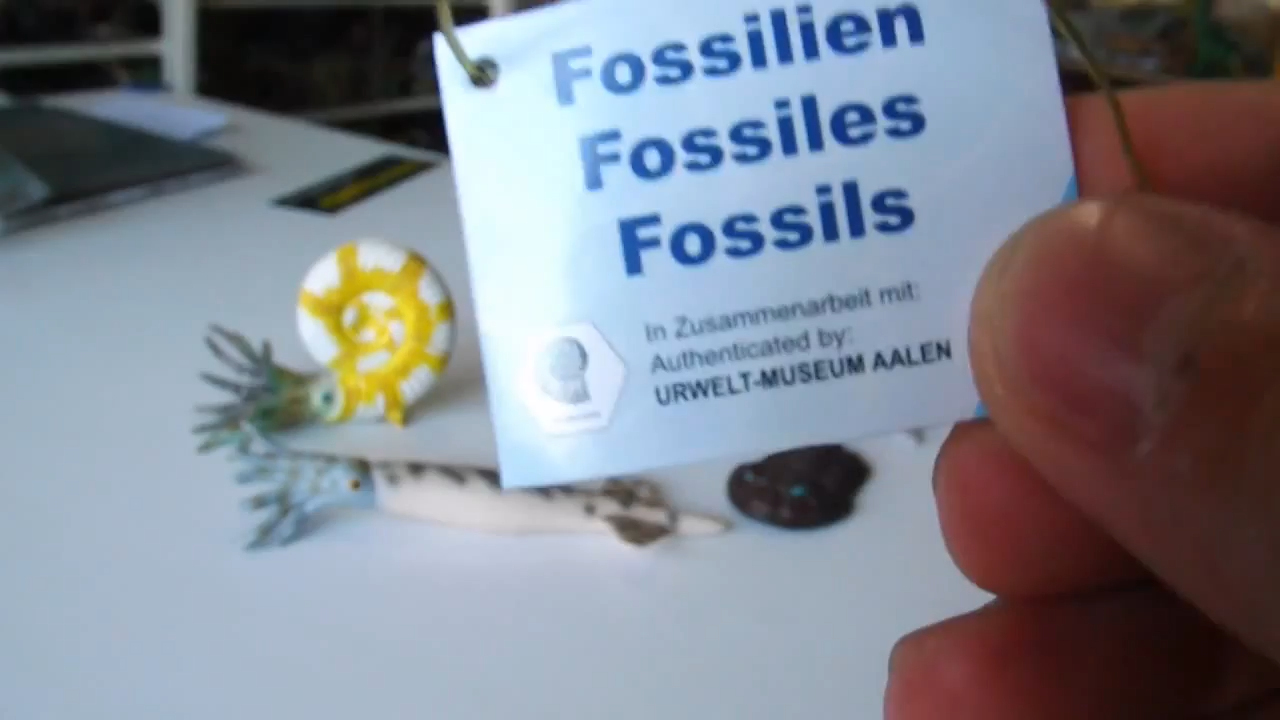 Fossilien
Fossiles
Fossils
In Zusammenarbeit mit:
Authenticated by:
URWELT-MUSEUM AALEN